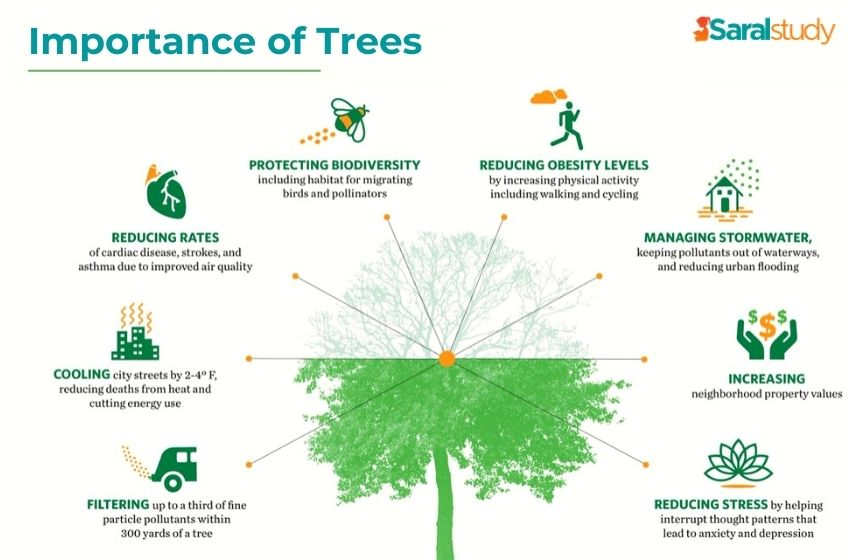 Importance of Trees
Saralstudy
PROTECTING BIODIVERSITY
including habitat for migrating
birds and pollinators
REDUCING OBESITY LEVELS
by increasing physical activity
including walking and cycling
REDUCING RATES
of cardiac disease, strokes, and
asthma due to improved air quality
MANAGING STORMWATER,
keeping pollutants out of waterways,
and reducing urban flooding
COOLING city streets by 2-4° F,
reducing deaths from heat and
cutting energy use
$ $ $
INCREASING
neighborhood property values
FILTERING up to a third of fine
particle pollutants within
300 yards of a tree
REDUCING STRESS by helping
interrupt thought patterns that
lead to anxiety and depression